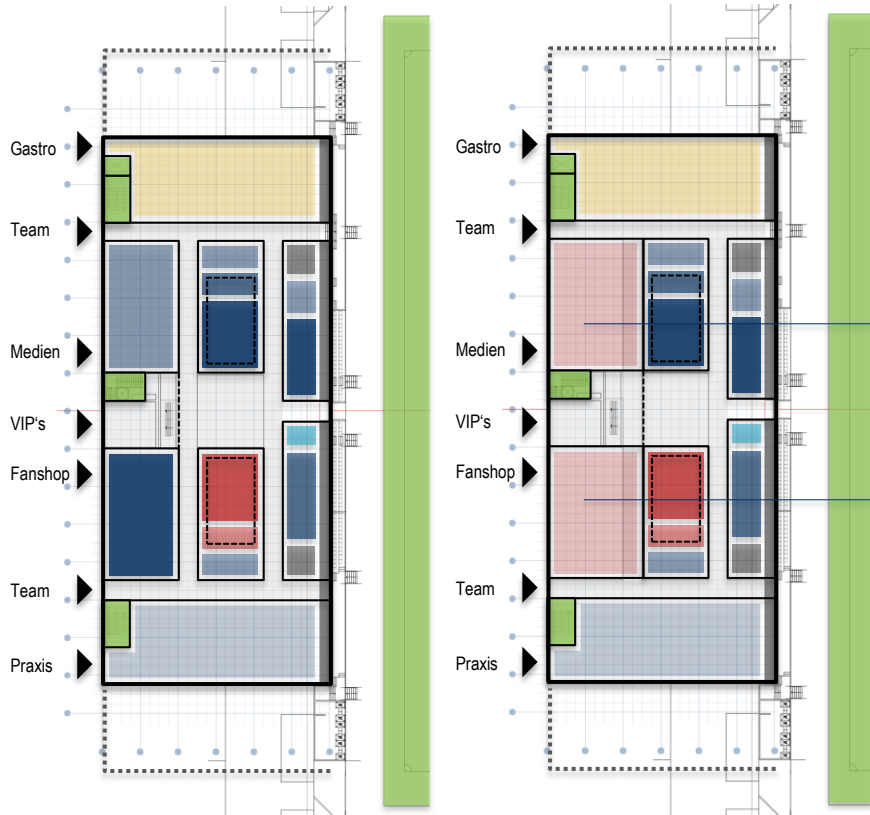 Gastro
Team
Medien
VIP‘s
Fanshop
Team
Praxis
Gastro
Team
Medien
VIP‘s
Fanshop
Team
Praxis